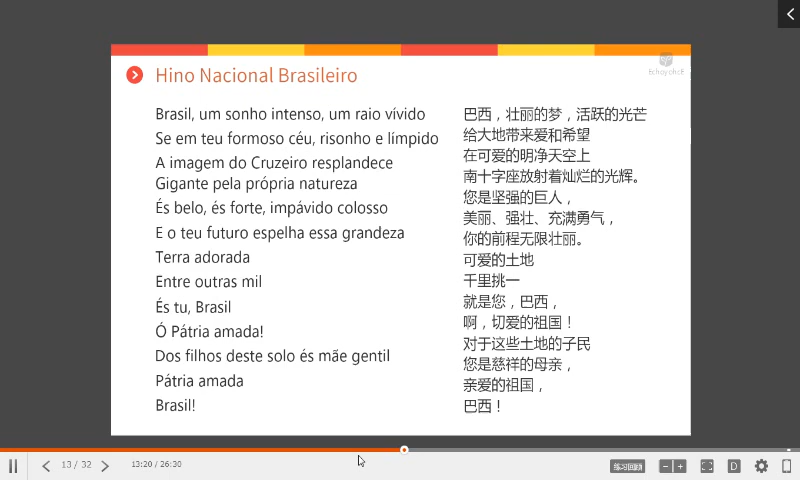 Hino Nacional Brasileiro
EchoyohcE
Brasil, um sonho intenso, um raio vívido
Se em teu formoso céu, risonho e límpido
A imagem do Cruzeiro resplandece
Gigante pela própria natureza
És belo, és forte, impávido colosso
E o teu futuro espelha essa grandeza
Terra adorada
Entre outras mil
És tu, Brasil
Ó Pátria amada!
Dos filhos deste solo és mãe gentil
Pátria amada
Brasil!
巴西，壮丽的梦，活跃的光芒
给大地带来爱和希望
在可爱的明净天空上
南十字座放射着灿烂的光辉。
您是坚强的巨人，
美丽、强壮、充满勇气，
你的前程无限壮丽。
可爱的土地
千里挑一
就是您，巴西，
啊，切爱的祖国！
对于这些土地的子民
您是慈祥的母亲，
亲爱的祖国，
巴西！
13 / 32
13:20 / 26:30
练习回顾
D